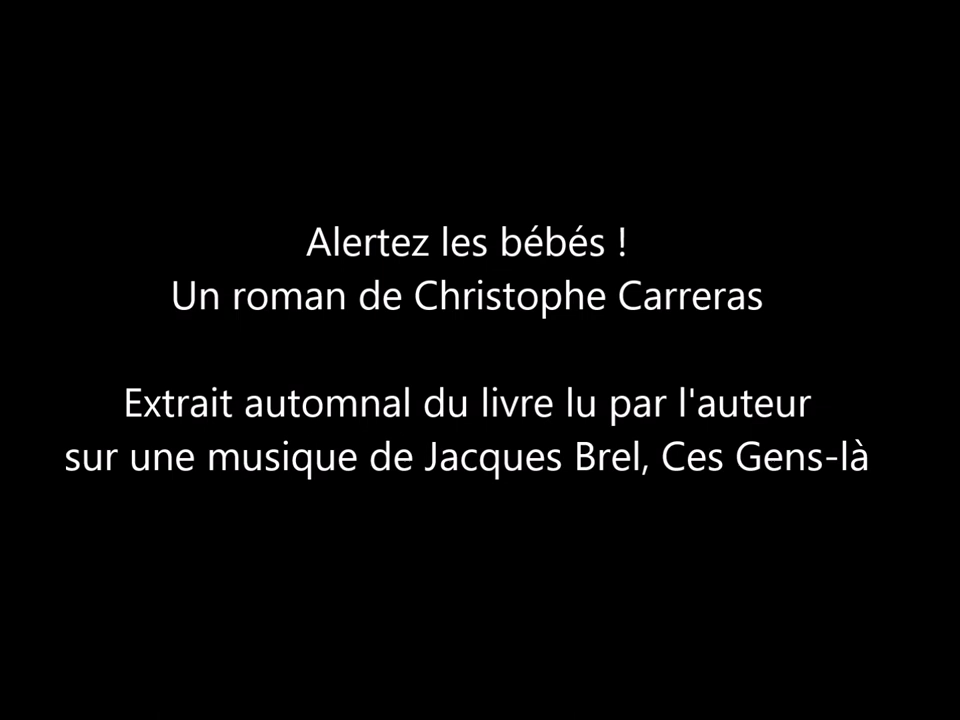 Alertez les bébés !
Un roman de Christophe Carreras
Extrait automnal du livre lu par l'auteur
sur une musique de Jacques Brel, Ces Gens-là